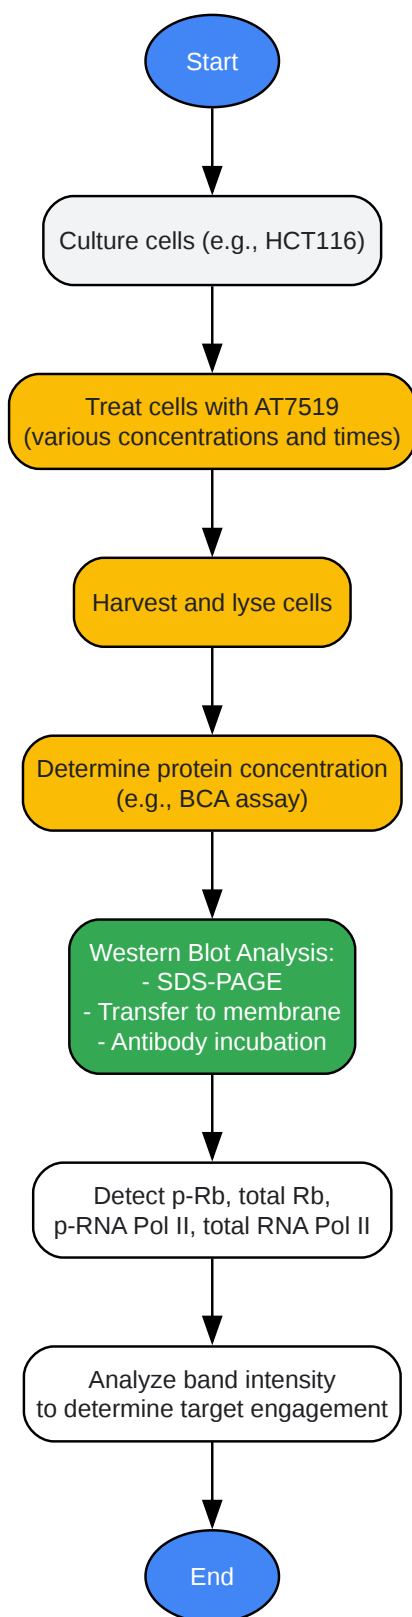 Start
Culture cells (e.g., HCT116)
Treat cells with AT7519
(various concentrations and times)
Harvest and lyse cells
Determine protein concentration
(e.g., BCA assay)
Western Blot Analysis:
- SDS-PAGE
- Transfer to membrane
- Antibody incubation
Detect p-Rb, total Rb,
p-RNA Pol II, total RNA Pol II
Analyze band intensity
to determine target engagement
End